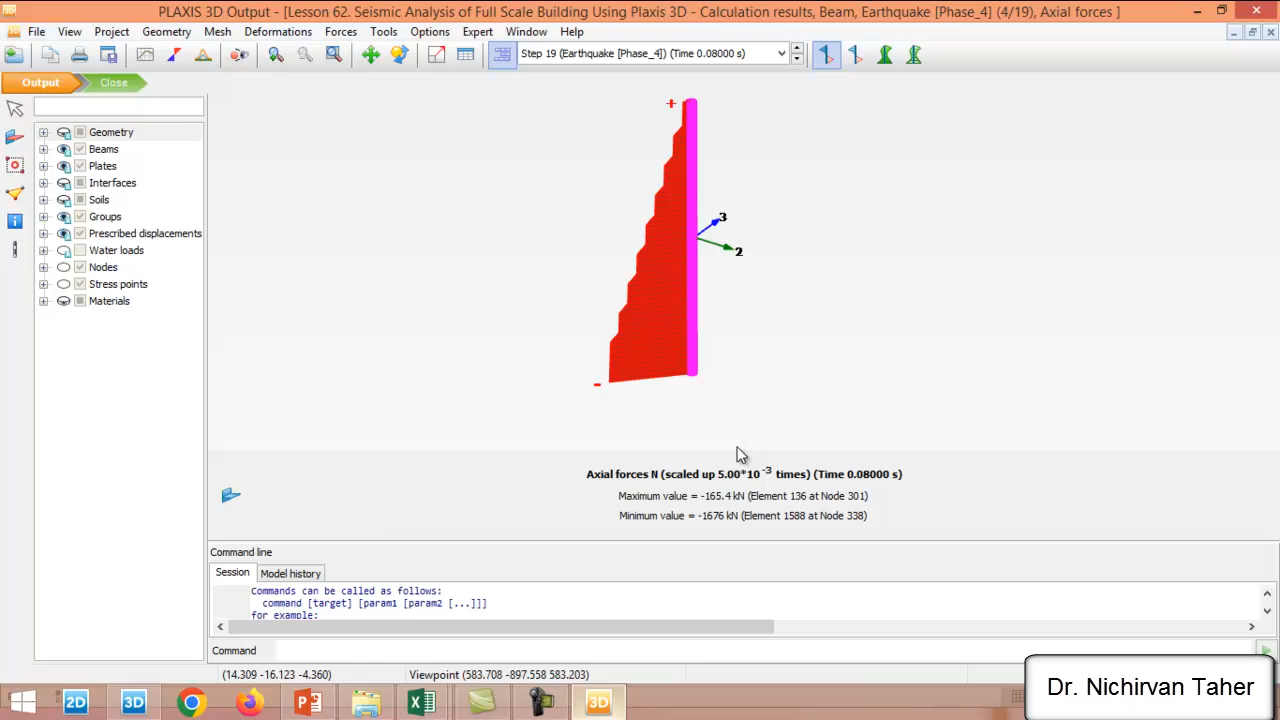 PLAXIS 3D Output - [Lesson 62. Seismic Analysis of Full Scale Building Using Plaxis 3D - Calculation results, Beam, Earthquake [Phase_4] (4/19), Axial forces ]
File View Project Geometry Mesh Deformations Forces Tools Options Expert Window Help
Step 19 (Earthquake [Phase_4]) (Time 0.08000 s)
Output Close
Geometry
Beams
Plates
Interfaces
Soils
Groups
Prescribed displacements
Water loads
Nodes
Stress points
Materials
+
3
2
-
Axial forces N (scaled up 5.00*10 -3 times) (Time 0.08000 s)
Maximum value = -165.4 kN (Element 136 at Node 301)
Minimum value = -1676 kN (Element 1588 at Node 338)
Command line
Session Model history
Commands can be called as follows:
command [target] [param1 [param2 [...]]]
for example:
Command
(14.309 -16.123 -4.360) Viewpoint (583.708 -897.558 583.203)
2D 3D 3D
Dr. Nichirvan Taher